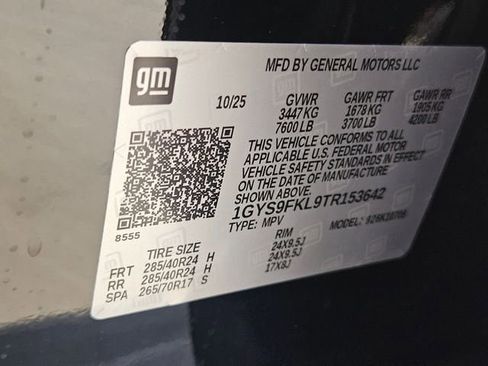 gm
MFD BY GENERAL MOTORS LLC
10/25 GVWR GAWR FRT GAWR RR
3447 KG 1678 KG 1905 KG
7600 LB 3700 LB 4200 LB
THIS VEHICLE CONFORMS TO ALL
APPLICABLE U.S. FEDERAL MOTOR
VEHICLE SAFETY STANDARDS IN EFFECT
ON THE DATE OF MANUFACTURE
SHOWN ABOVE.
1GYS9FKL9TR153642
8555 TYPE: MPV MODEL: 926K10706
TIRE SIZE RIM
FRT 285/40R24 H 24X9.5J
RR 285/40R24 H 24X9.5J
SPA 265/70R17 S 17X8J